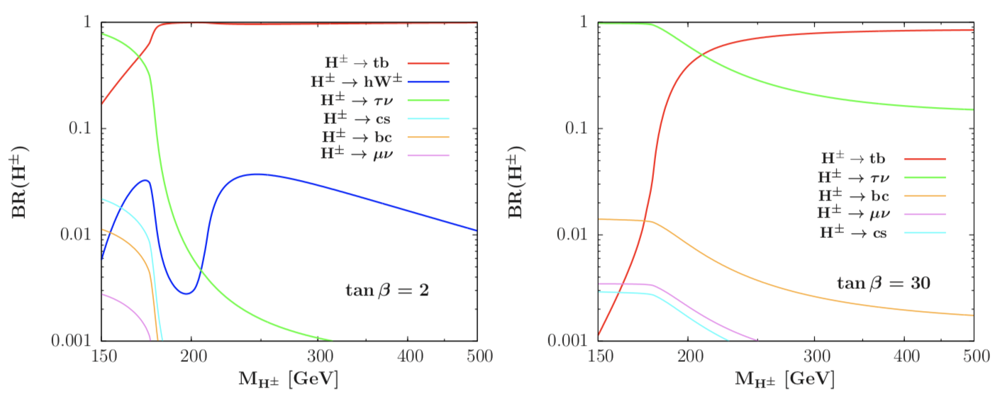 1
0.1
0.01
0.001
BR(H±)
H± → tb
H± → hW±
H± → τν
H± → cs
H± → bc
H± → μν
tan β = 2
150 200 300 400 500
M_H± [GeV]
1
0.1
0.01
0.001
BR(H±)
H± → tb
H± → τν
H± → bc
H± → μν
H± → cs
tan β = 30
150 200 300 400 500
M_H± [GeV]